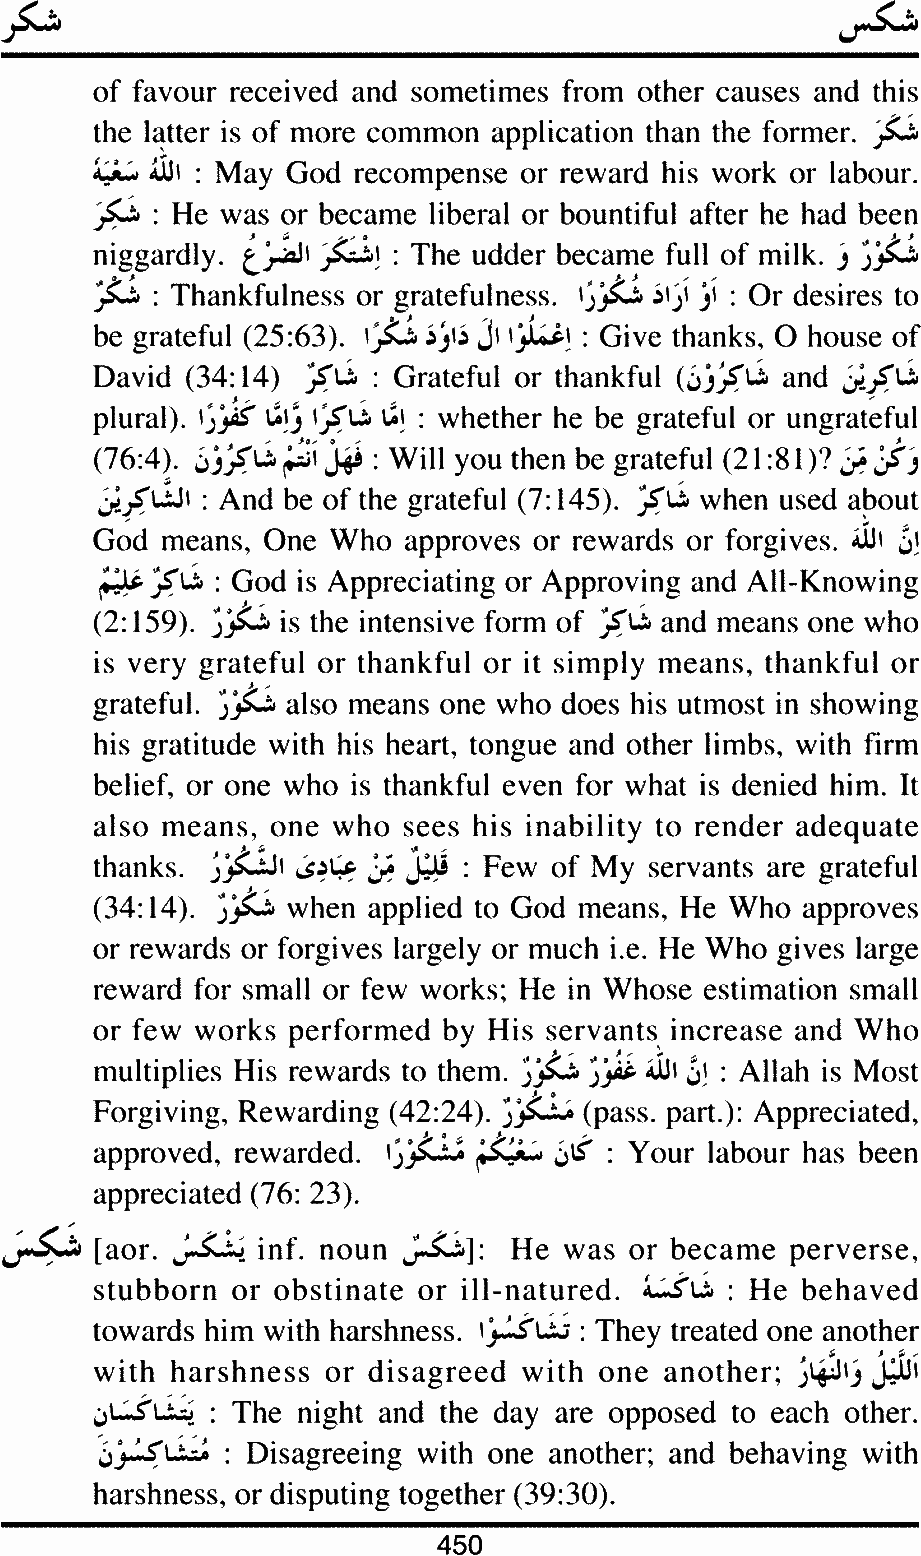 شكر شكس
of favour received and sometimes from other causes and this
the latter is of more common application than the former. شَكَرَ
اللّٰهُ سَعْيَهٗ : May God recompense or reward his work or labour.
شَكِرَ : He was or became liberal or bountiful after he had been
niggardly. اِشْتَكَرَ الضَّرْعُ : The udder became full of milk. شُكُوْرٌ وَ
شُكْرٌ : Thankfulness or gratefulness. اَوْ اَرَادَ شُكُوْرًا : Or desires to
be grateful (25:63). اِعْمَلُوْا اٰلَ دَاوٗدَ شُكْرًا : Give thanks, O house of
David (34:14) شَاكِرٌ : Grateful or thankful (شَاكِرُوْنَ and شَاكِرِيْنَ
plural). اِمَّا شَاكِرًا وَّاِمَّا كَفُوْرًا : whether he be grateful or ungrateful
(76:4). فَهَلْ اَنْتُمْ شَاكِرُوْنَ : Will you then be grateful (21:81)? وَكُنْ مِّنَ
الشَّاكِرِيْنَ : And be of the grateful (7:145). شَاكِرٌ when used about
God means, One Who approves or rewards or forgives. اِنَّ اللّٰهَ
شَاكِرٌ عَلِيْمٌ : God is Appreciating or Approving and All-Knowing
(2:159). شَكُوْرٌ is the intensive form of شَاكِرٌ and means one who
is very grateful or thankful or it simply means, thankful or
grateful. شَكُوْرٌ also means one who does his utmost in showing
his gratitude with his heart, tongue and other limbs, with firm
belief, or one who is thankful even for what is denied him. It
also means, one who sees his inability to render adequate
thanks. قَلِيْلٌ مِّنْ عِبَادِىَ الشَّكُوْرُ : Few of My servants are grateful
(34:14). شَكُوْرٌ when applied to God means, He Who approves
or rewards or forgives largely or much i.e. He Who gives large
reward for small or few works; He in Whose estimation small
or few works performed by His servants increase and Who
multiplies His rewards to them. اِنَّ اللّٰهَ غَفُوْرٌ شَكُوْرٌ : Allah is Most
Forgiving, Rewarding (42:24). مَشْكُوْرٌ (pass. part.): Appreciated,
approved, rewarded. كَانَ سَعْيُكُمْ مَّشْكُوْرًا : Your labour has been
appreciated (76: 23).
شَكِسَ [aor. يَشْكَسُ inf. noun شَكَسٌ]: He was or became perverse,
stubborn or obstinate or ill-natured. شَاكَسَهٗ : He behaved
towards him with harshness. تَشَاكَسُوْا : They treated one another
with harshness or disagreed with one another; اَللَّيْلُ وَالنَّهَارُ
يَتَشَاكَسَانِ : The night and the day are opposed to each other.
مُتَشَاكِسُوْنَ : Disagreeing with one another; and behaving with
harshness, or disputing together (39:30).
450